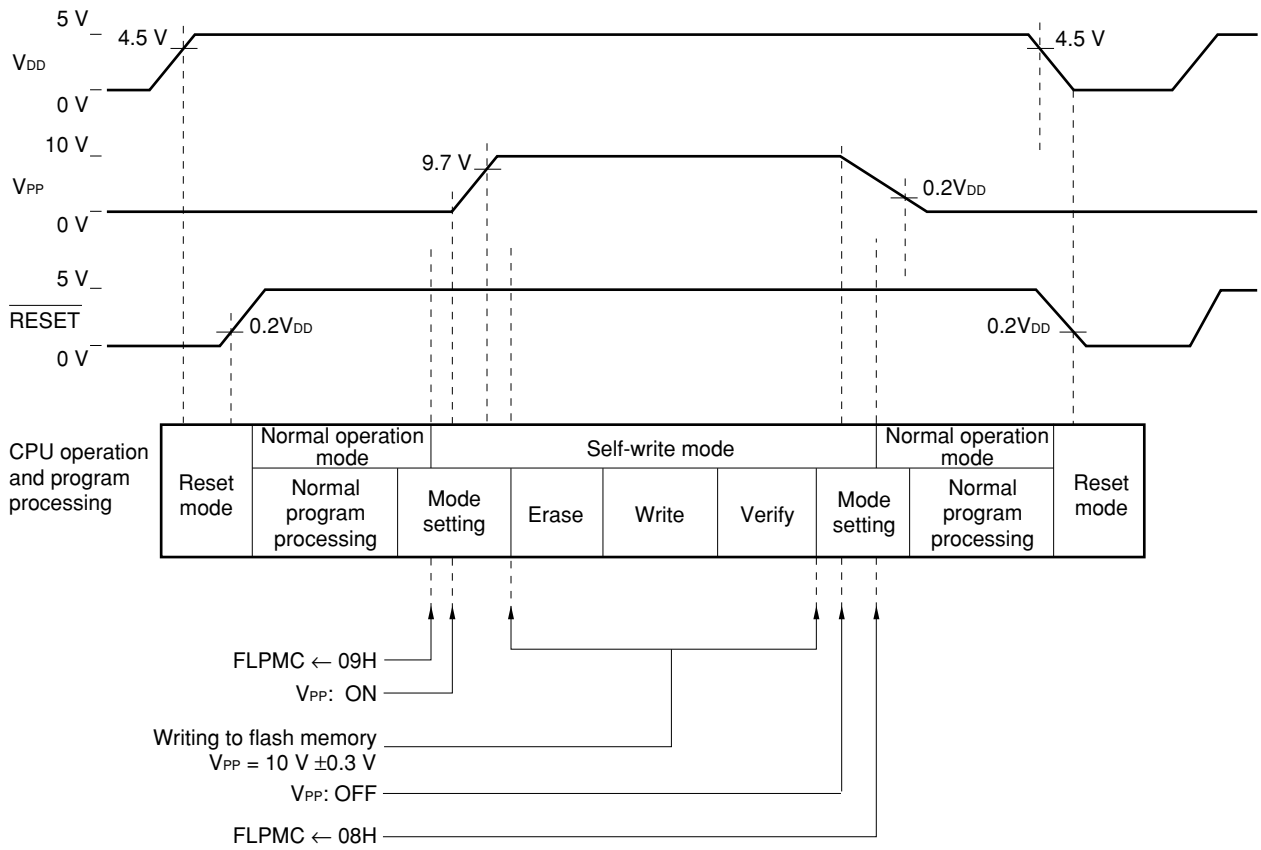 5 V
4.5 V
4.5 V
VDD
0 V
10 V
9.7 V
VPP
0.2VDD
0 V
5 V
RESET
0.2VDD
0.2VDD
0 V
CPU operation
and program
processing
Reset
mode
Normal operation
mode
Self-write mode
Normal operation
mode
Reset
mode
Normal
program
processing
Mode
setting
Erase
Write
Verify
Mode
setting
Normal
program
processing
FLPMC ← 09H
VPP: ON
Writing to flash memory
VPP = 10 V ±0.3 V
VPP: OFF
FLPMC ← 08H